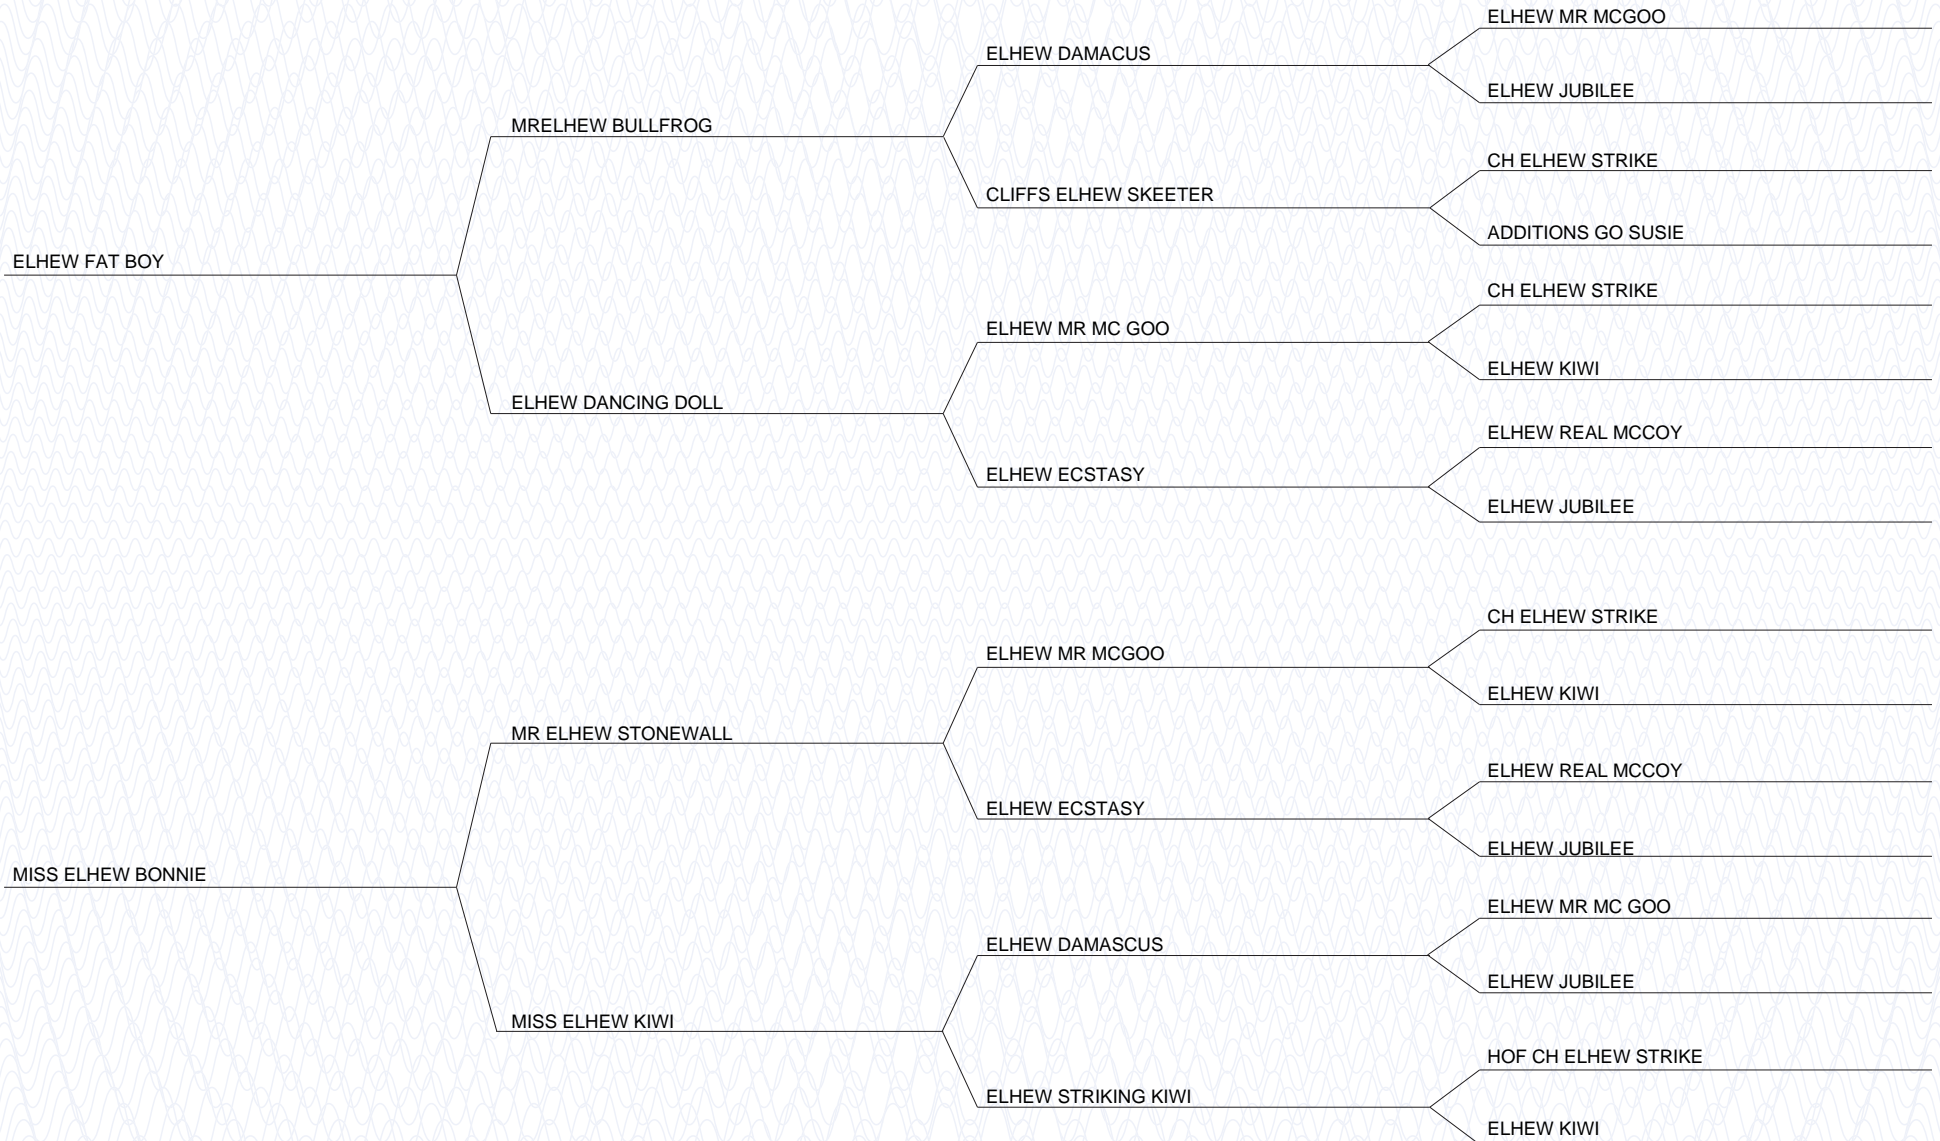 ELHEW MR MCGOO
ELHEW DAMACUS
ELHEW JUBILEE
MRELHEW BULLFROG
CH ELHEW STRIKE
CLIFFS ELHEW SKEETER
ADDITIONS GO SUSIE
ELHEW FAT BOY
CH ELHEW STRIKE
ELHEW MR MC GOO
ELHEW KIWI
ELHEW DANCING DOLL
ELHEW REAL MCCOY
ELHEW ECSTASY
ELHEW JUBILEE
CH ELHEW STRIKE
ELHEW MR MCGOO
ELHEW KIWI
MR ELHEW STONEWALL
ELHEW REAL MCCOY
ELHEW ECSTASY
ELHEW JUBILEE
MISS ELHEW BONNIE
ELHEW MR MC GOO
ELHEW DAMASCUS
ELHEW JUBILEE
MISS ELHEW KIWI
HOF CH ELHEW STRIKE
ELHEW STRIKING KIWI
ELHEW KIWI